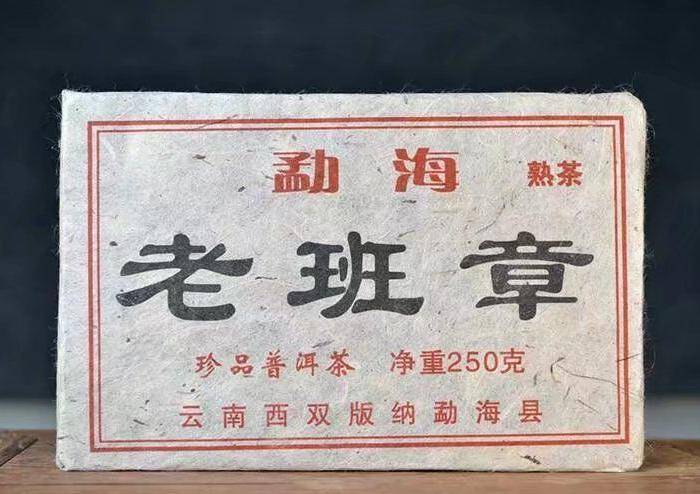 勐海 熟茶
老班章
珍品普洱茶 净重250克
云南西双版纳勐海县